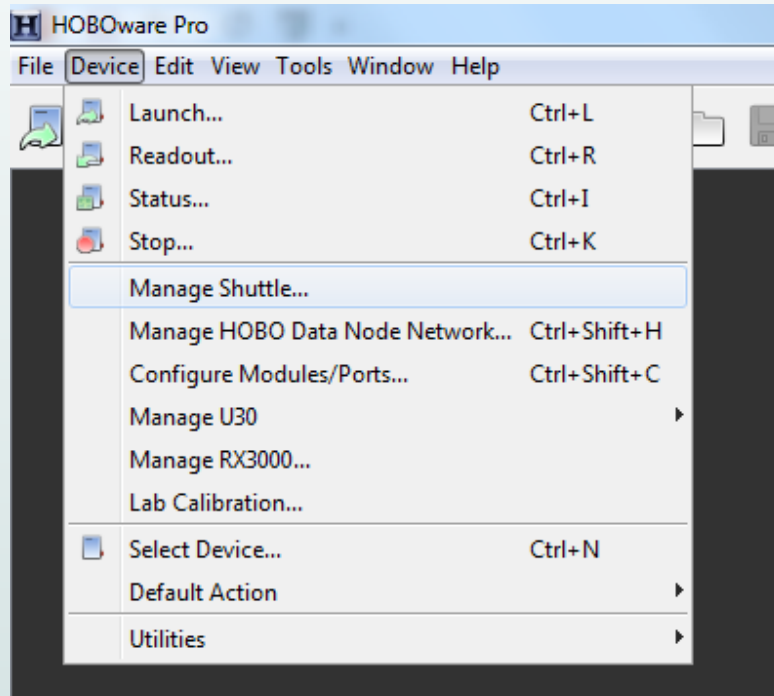 HOBOware Pro
File Device Edit View Tools Window Help
Launch... Ctrl+L
Readout... Ctrl+R
Status... Ctrl+I
Stop... Ctrl+K
Manage Shuttle...
Manage HOBO Data Node Network... Ctrl+Shift+H
Configure Modules/Ports... Ctrl+Shift+C
Manage U30
Manage RX3000...
Lab Calibration...
Select Device... Ctrl+N
Default Action
Utilities